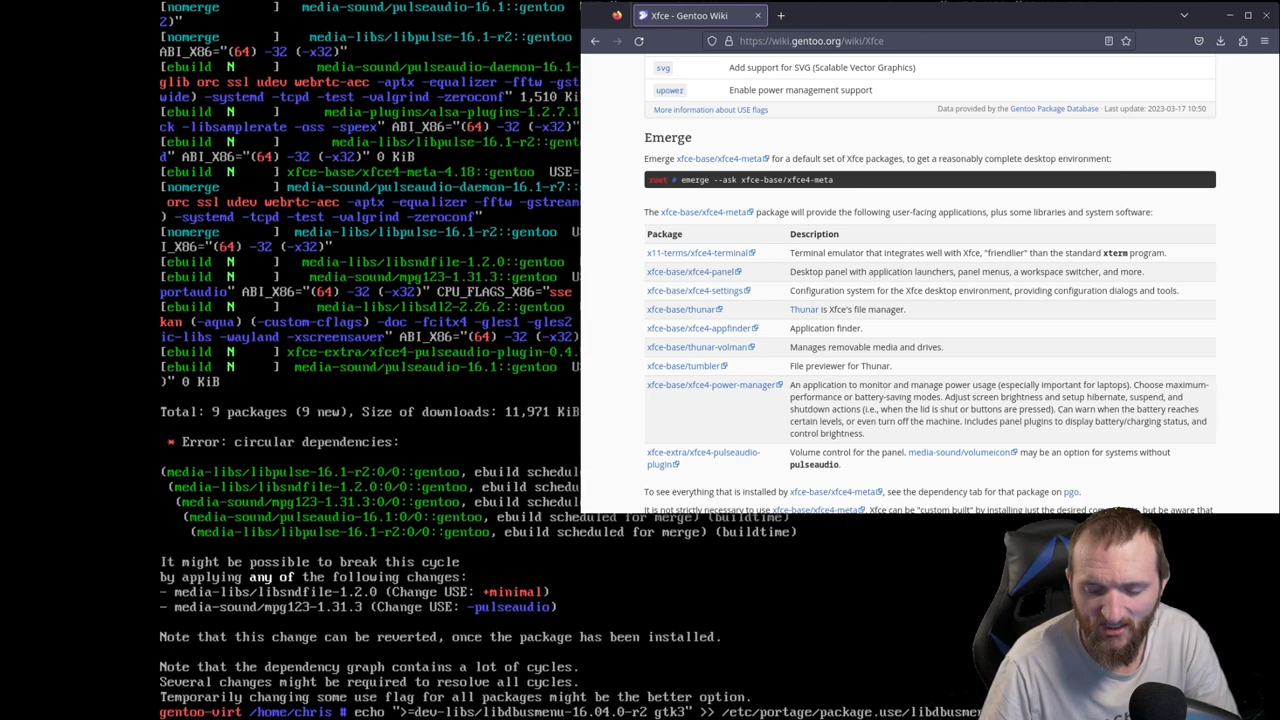 [nomerge       ]   media-sound/pulseaudio-16.1::gentoo
2)"
[nomerge       ]    media-libs/libpulse-16.1-r2::gentoo
ABI_X86="(64) -32 (-x32)"
[ebuild  N     ]     media-sound/pulseaudio-daemon-16.1
glib orc ssl udev webrtc-aec -aptx -equalizer -fftw -gst
wide) -systemd -tcpd -test -valgrind -zeroconf" 1,510 Ki
[ebuild  N     ]      media-plugins/alsa-plugins-1.2.7.1
ck -libsamplerate -oss -speex" ABI_X86="(64) -32 (-x32)"
[ebuild  N     ]       media-libs/libpulse-16.1-r2::gent
d" ABI_X86="(64) -32 (-x32)" 0 KiB
[ebuild  N     ] xfce-base/xfce4-meta-4.18::gentoo  USE=
[nomerge       ]  media-sound/pulseaudio-daemon-16.1-r7:
 orc ssl udev webrtc-aec -aptx -equalizer -fftw -gstream
) -systemd -tcpd -test -valgrind -zeroconf"
[nomerge       ]   media-libs/libpulse-16.1-r2::gentoo  U
I_X86="(64) -32 (-x32)"
[ebuild  N     ]    media-libs/libsndfile-1.2.0::gentoo
[ebuild  N     ]     media-sound/mpg123-1.31.3::gentoo  U
portaudio" ABI_X86="(64) -32 (-x32)" CPU_FLAGS_X86="sse
[ebuild  N     ]      media-libs/libsdl2-2.26.2::gentoo
kan (-aqua) (-custom-cflags) -doc -fcitx4 -gles1 -gles2
ic-libs -wayland -xscreensaver" ABI_X86="(64) -32 (-x32)"
[ebuild  N     ] xfce-extra/xfce4-pulseaudio-plugin-0.4.
[ebuild  N     ]  media-sound/pulseaudio-16.1::gentoo  U
)" 0 KiB
Total: 9 packages (9 new), Size of downloads: 11,971 KiB
* Error: circular dependencies:
(media-libs/libpulse-16.1-r2:0/0::gentoo, ebuild schedul
(media-libs/libsndfile-1.2.0:0/0::gentoo, ebuild schedu
(media-sound/mpg123-1.31.3:0/0::gentoo, ebuild schedul
(media-sound/pulseaudio-16.1:0/0::gentoo, ebuild scheduled for merge) (buildtime)
(media-libs/libpulse-16.1-r2:0/0::gentoo, ebuild scheduled for merge) (buildtime)
It might be possible to break this cycle
by applying any of the following changes:
- media-libs/libsndfile-1.2.0 (Change USE: +minimal)
- media-sound/mpg123-1.31.3 (Change USE: -pulseaudio)
Note that this change can be reverted, once the package has been installed.
Note that the dependency graph contains a lot of cycles.
Several changes might be required to resolve all cycles.
Temporarily changing some use flag for all packages might be the better option.
gentoo-virt /home/chris # echo ">=dev-libs/libdbusmenu-16.04.0-r2 gtk3" >> /etc/portage/package.use/libdbusmen
Xfce - Gentoo Wiki
https://wiki.gentoo.org/wiki/Xfce
svg Add support for SVG (Scalable Vector Graphics)
upower Enable power management support
More information about USE flags Data provided by the Gentoo Package Database · Last update: 2023-03-17 10:50
Emerge
Emerge xfce-base/xfce4-meta for a default set of Xfce packages, to get a reasonably complete desktop environment:
root # emerge --ask xfce-base/xfce4-meta
The xfce-base/xfce4-meta package will provide the following user-facing applications, plus some libraries and system software:
Package Description
x11-terms/xfce4-terminal Terminal emulator that integrates well with Xfce, "friendlier" than the standard xterm program.
xfce-base/xfce4-panel Desktop panel with application launchers, panel menus, a workspace switcher, and more.
xfce-base/xfce4-settings Configuration system for the Xfce desktop environment, providing configuration dialogs and tools.
xfce-base/thunar Thunar is Xfce's file manager.
xfce-base/xfce4-appfinder Application finder.
xfce-base/thunar-volman Manages removable media and drives.
xfce-base/tumbler File previewer for Thunar.
xfce-base/xfce4-power-manager An application to monitor and manage power usage (especially important for laptops). Choose maximum-
performance or battery-saving modes. Adjust screen brightness and setup hibernate, suspend, and
shutdown actions (i.e., when the lid is shut or buttons are pressed). Can warn when the battery reaches
certain levels, or even turn off the machine. Includes panel plugins to display battery/charging status, and
control brightness.
xfce-extra/xfce4-pulseaudio- Volume control for the panel. media-sound/volumeicon may be an option for systems without
plugin pulseaudio.
To see everything that is installed by xfce-base/xfce4-meta, see the dependency tab for that package on pgo.
It is not strictly necessary to use xfce-base/xfce4-meta. Xfce can be "custom built" by installing just the desired com but be aware that